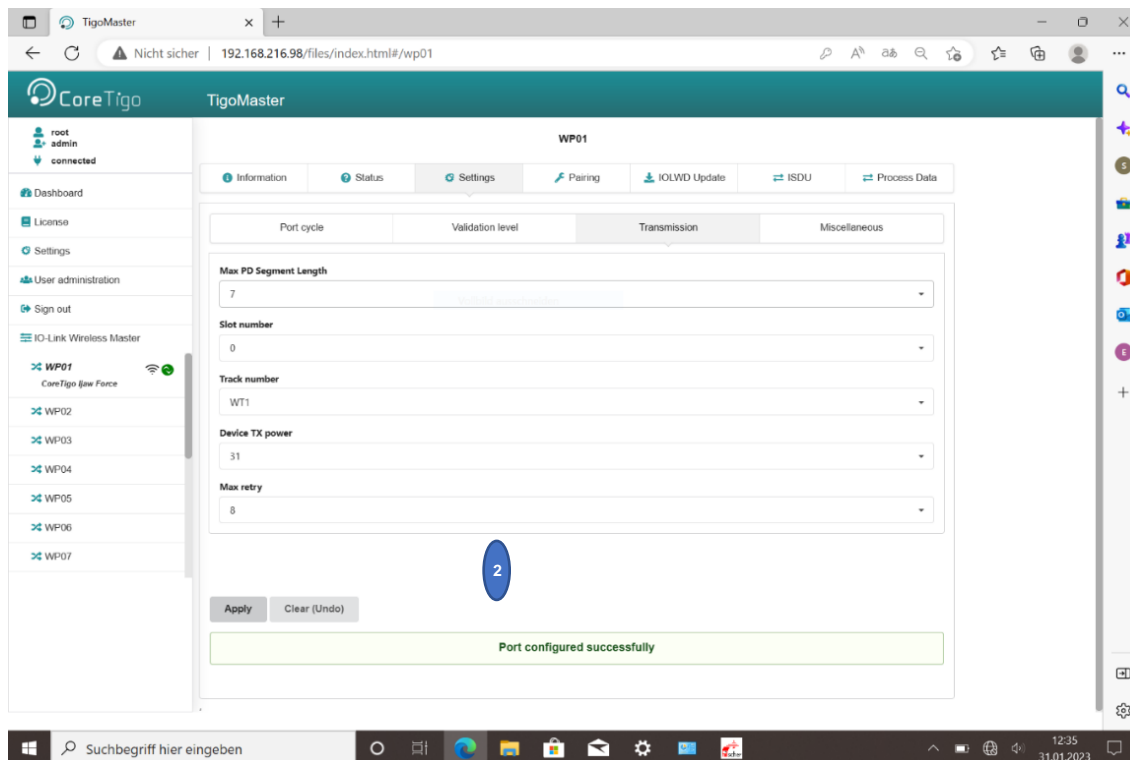 TigoMaster
Nicht sicher | 192.168.216.98/files/index.html#/wp01
CoreTigo
TigoMaster
root
admin
connected
Dashboard
License
Settings
User administration
Sign out
IO-Link Wireless Master
WP01
CoreTigo IJaw Force
WP02
WP03
WP04
WP05
WP06
WP07
WP01
Information
Status
Settings
Pairing
IOLWD Update
ISDU
Process Data
Port cycle
Validation level
Transmission
Miscellaneous
Max PD Segment Length
7
Slot number
0
Track number
WT1
Device TX power
31
Max retry
8
2
Apply
Clear (Undo)
Port configured successfully
S
E
Suchbegriff hier eingeben
12:35
31.01.2023